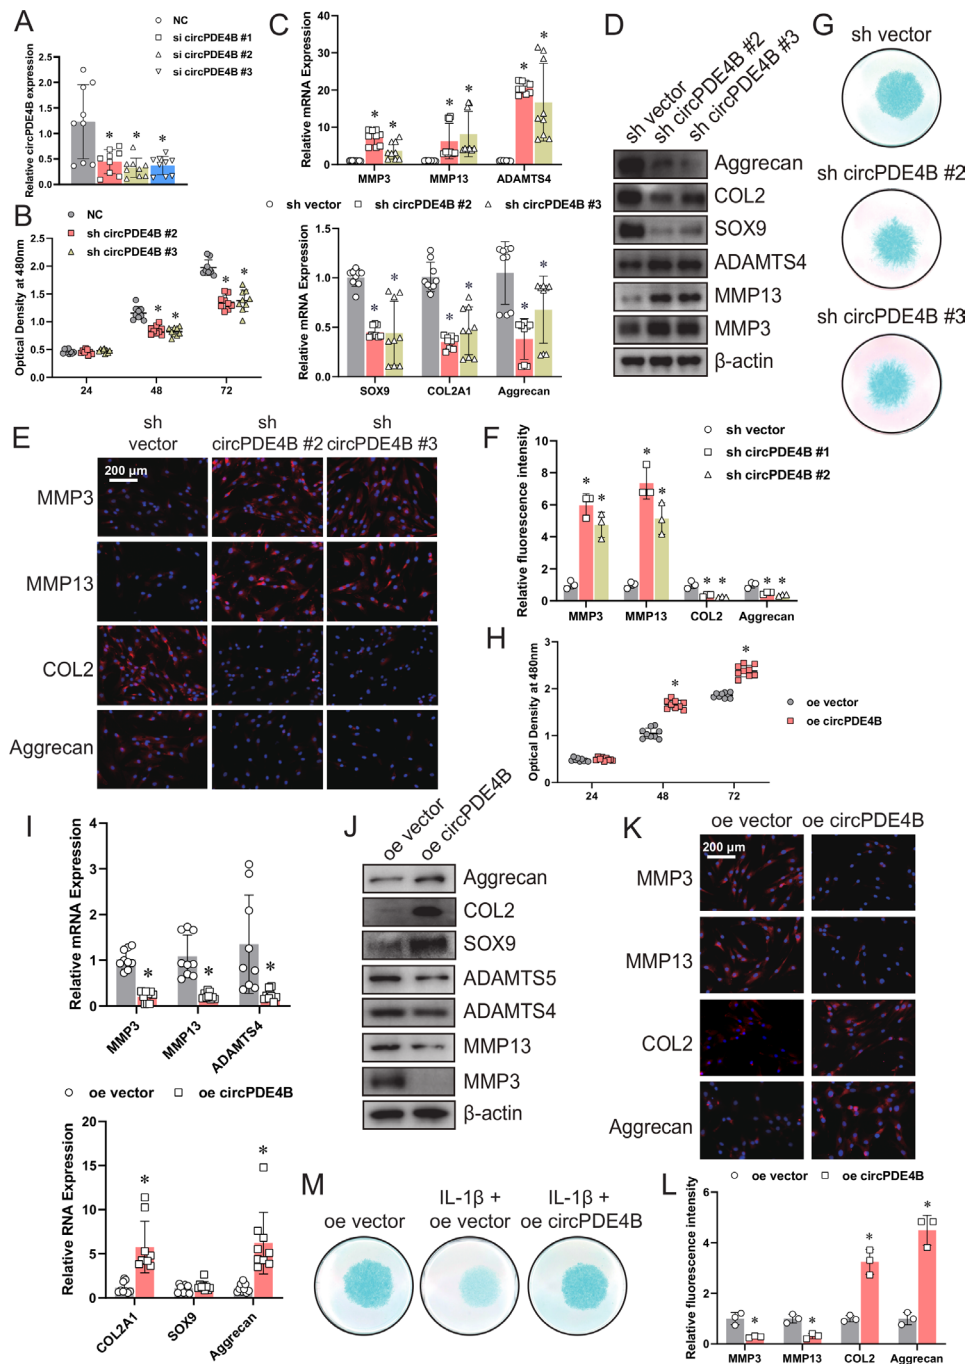 A
NC
si circPDE4B #1
si circPDE4B #2
si circPDE4B #3
Relative circPDE4B expression
2.5
2.0
1.5
1.0
0.5
0.0
* * *
B
NC
sh circPDE4B #2
sh circPDE4B #3
Optical Density at 480nm
2.5
2.0
1.5
1.0
0.5
0.0
* *
* *
24 48 72
C
Relative mRNA Expression
40
30
20
10
0
* *
* *
* *
MMP3 MMP13 ADAMTS4
sh vector sh circPDE4B #2 sh circPDE4B #3
Relative mRNA Expression
1.5
1.0
0.5
0.0
* *
* *
* *
SOX9 COL2A1 Aggrecan
D
sh vector
sh circPDE4B #2
sh circPDE4B #3
Aggrecan
COL2
SOX9
ADAMTS4
MMP13
MMP3
β-actin
G
sh vector
sh circPDE4B #2
sh circPDE4B #3
E
sh vector
sh circPDE4B #2
sh circPDE4B #3
200 μm
MMP3
MMP13
COL2
Aggrecan
F
sh vector
sh circPDE4B #1
sh circPDE4B #2
Relative fluorescence intensity
10
8
6
4
2
0
* *
* *
* *
* *
MMP3 MMP13 COL2 Aggrecan
H
Optical Density at 480nm
3
2
1
0
*
*
24 48 72
oe vector
oe circPDE4B
I
Relative mRNA Expression
4
3
2
1
0
* * *
MMP3 MMP13 ADAMTS4
oe vector oe circPDE4B
Relative RNA Expression
20
15
10
5
0
* *
COL2A1 SOX9 Aggrecan
J
oe vector
oe circPDE4B
Aggrecan
COL2
SOX9
ADAMTS5
ADAMTS4
MMP13
MMP3
β-actin
K
oe vector oe circPDE4B
200 μm
MMP3
MMP13
COL2
Aggrecan
M
oe vector
IL-1β +
oe vector
IL-1β +
oe circPDE4B
L
oe vector oe circPDE4B
Relative fluorescence intensity
6
4
2
0
* * * *
MMP3 MMP13 COL2 Aggrecan